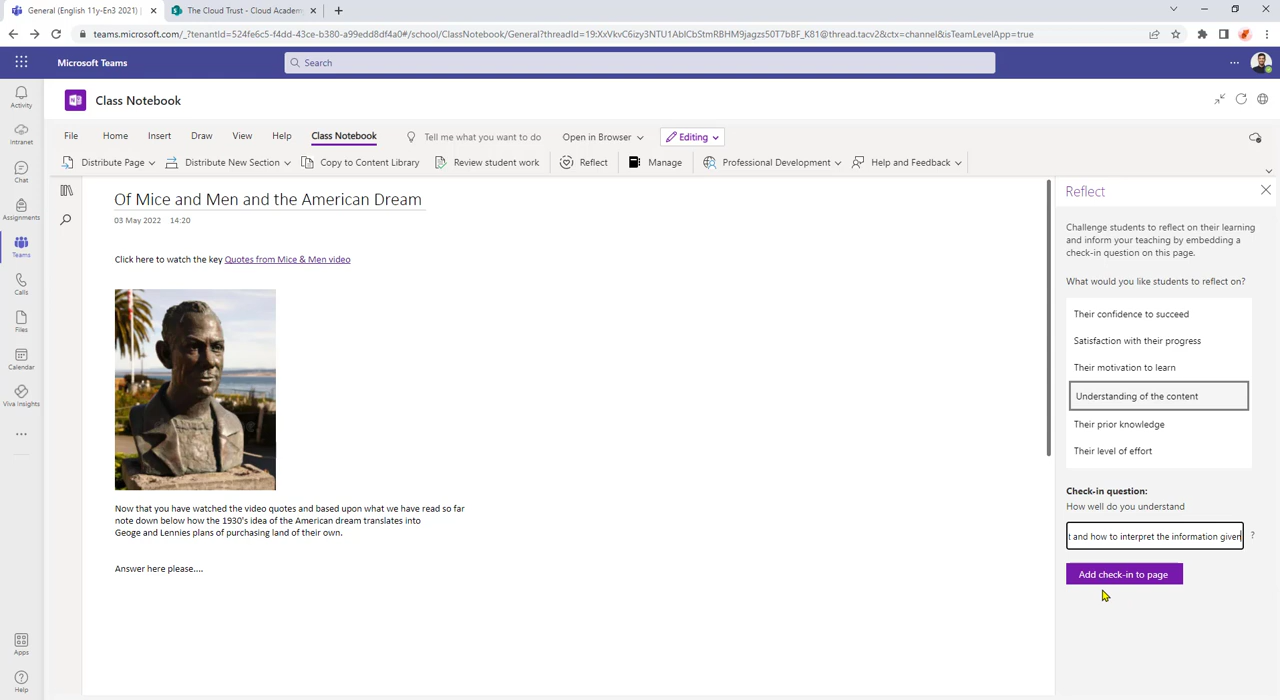 General (English 11y-En3 2021) |
The Cloud Trust - Cloud Academ
teams.microsoft.com/_?tenantId=524fe6c5-f4dd-43ce-b380-a99edd8df4a0#/school/ClassNotebook/General?threadId=19:XxVkvC6izy3NTU1AblCbStmRBHM9jagzs50T7bBF_K81@thread.tacv2&ctx=channel&isTeamLevelApp=true
Microsoft Teams
Search
Activity
Intranet
Chat
Assignments
Teams
Calls
Files
Calendar
Viva Insights
Apps
Help
Class Notebook
File Home Insert Draw View Help Class Notebook Tell me what you want to do Open in Browser Editing
Distribute Page Distribute New Section Copy to Content Library Review student work Reflect Manage Professional Development Help and Feedback
Of Mice and Men and the American Dream
03 May 2022 14:20
Click here to watch the key Quotes from Mice & Men video
Now that you have watched the video quotes and based upon what we have read so far
note down below how the 1930's idea of the American dream translates into
Geoge and Lennies plans of purchasing land of their own.
Answer here please....
Reflect
Challenge students to reflect on their learning
and inform your teaching by embedding a
check-in question on this page.
What would you like students to reflect on?
Their confidence to succeed
Satisfaction with their progress
Their motivation to learn
Understanding of the content
Their prior knowledge
Their level of effort
Check-in question:
How well do you understand
t and how to interpret the information given ?
Add check-in to page